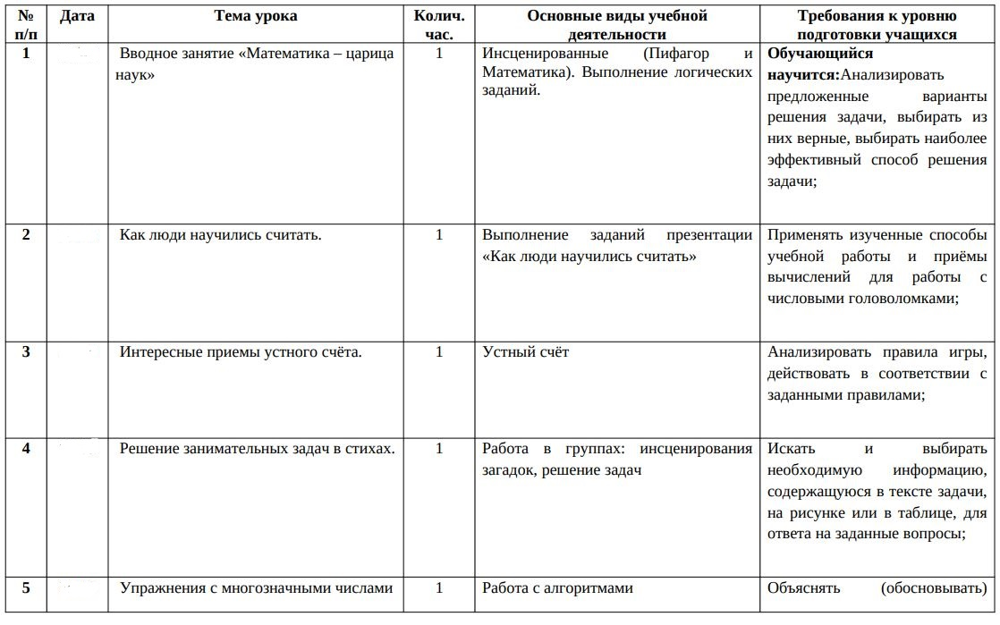 № п/п Дата Тема урока Колич. час. Основные виды учебной деятельности Требования к уровню подготовки учащихся
1 Вводное занятие «Математика – царица наук» 1 Инсценированные (Пифагор и Математика). Выполнение логических заданий. Обучающийся научится:Анализировать предложенные варианты решения задачи, выбирать из них верные, выбирать наиболее эффективный способ решения задачи;
2 Как люди научились считать. 1 Выполнение заданий презентации «Как люди научились считать» Применять изученные способы учебной работы и приёмы вычислений для работы с числовыми головоломками;
3 Интересные приемы устного счёта. 1 Устный счёт Анализировать правила игры, действовать в соответствии с заданными правилами;
4 Решение занимательных задач в стихах. 1 Работа в группах: инсценирования загадок, решение задач Искать и выбирать необходимую информацию, содержащуюся в тексте задачи, на рисунке или в таблице, для ответа на заданные вопросы;
5 Упражнения с многозначными числами 1 Работа с алгоритмами Объяснять (обосновывать)